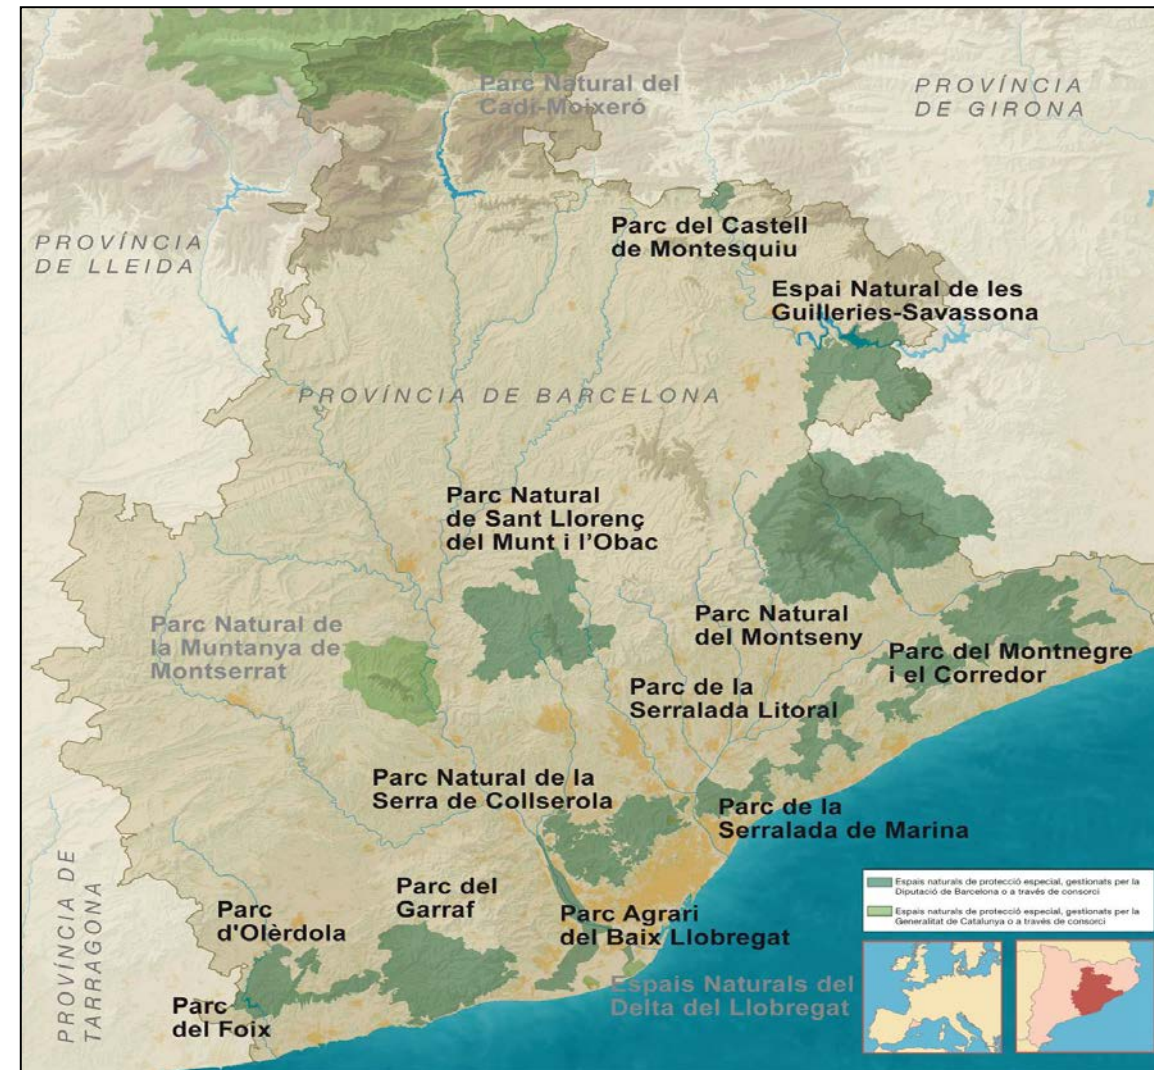 Parc Natural del
Cadí-Moixeró
PROVÍNCIA
DE GIRONA
PROVÍNCIA
DE LLEIDA
Parc del Castell
de Montesquiu
Espai Natural de les
Guilleries-Savassona
PROVÍNCIA DE BARCELONA
Parc Natural
de Sant Llorenç
del Munt i l'Obac
Parc Natural de
la Muntanya de
Montserrat
Parc Natural
del Montseny
Parc del Montnegre
i el Corredor
Parc de la
Serralada Litoral
Parc Natural de la
Serra de Collserola
Parc de la
Serralada de Marina
PROVÍNCIA DE
TARRAGONA
Parc
d'Olèrdola
Parc del
Garraf
Parc Agrari
del Baix Llobregat
Espais Naturals del
Delta del Llobregat
Parc
del Foix
Espais naturals de protecció especial, gestionats per la
Diputació de Barcelona o a través de consorci
Espais naturals de protecció especial, gestionats per la
Generalitat de Catalunya o a través de consorci